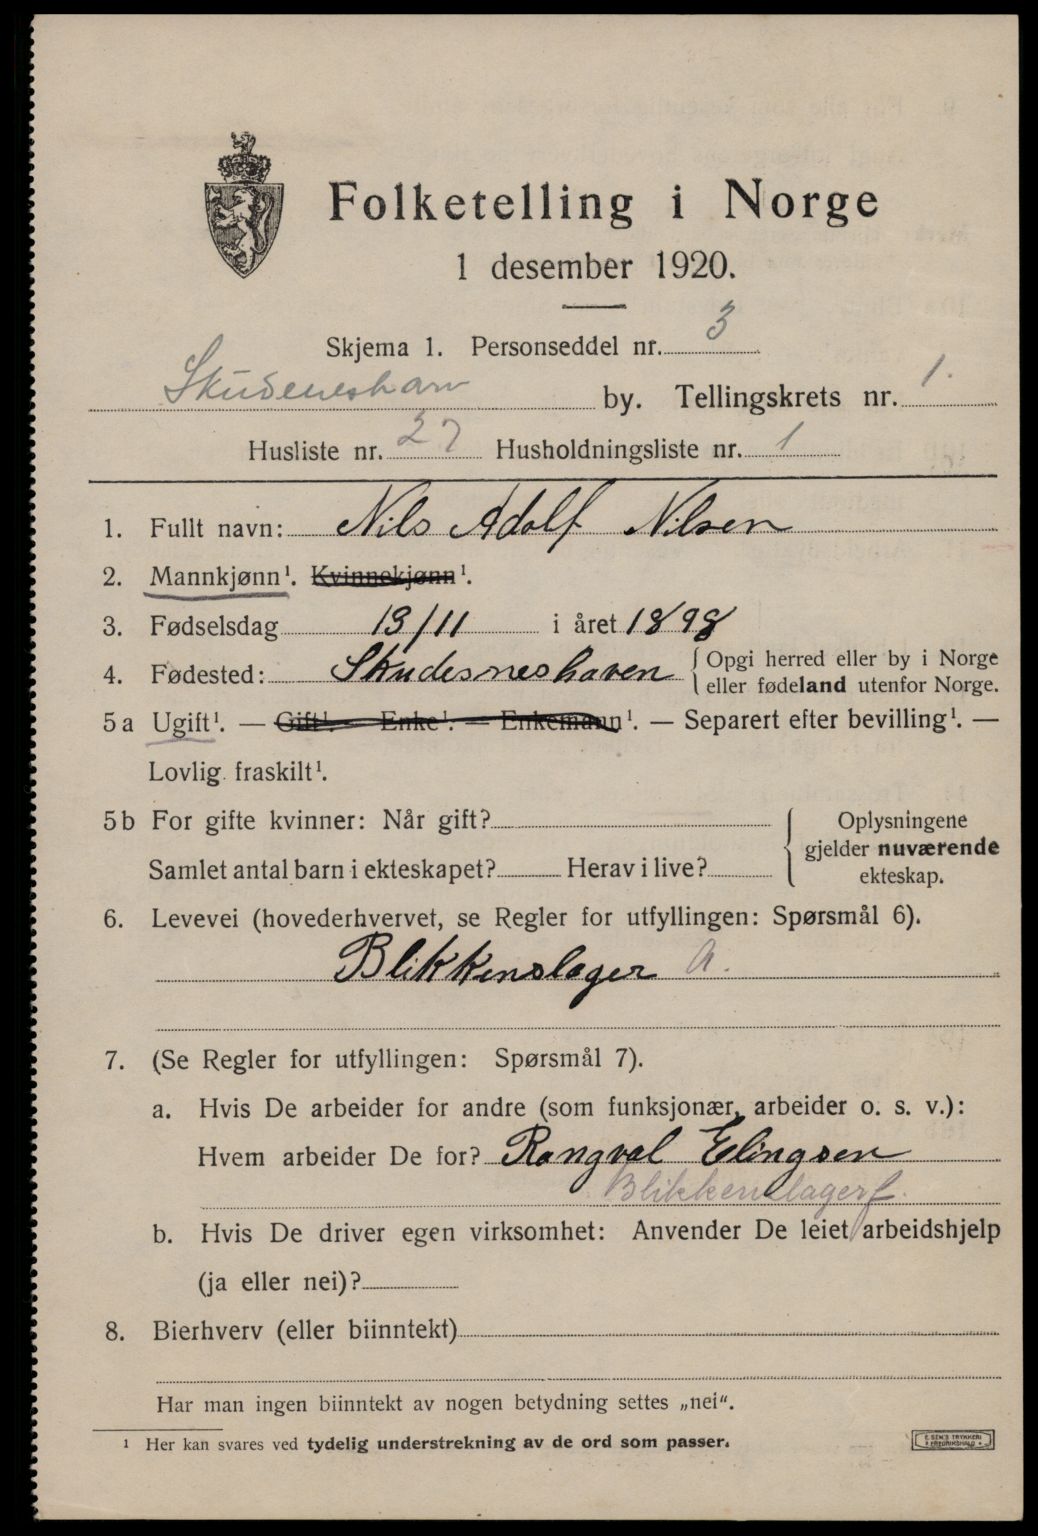 Folketelling i Norge
1 desember 1920.
Skjema 1. Personseddel nr. 3
Skudeneshavn by. Tellingskrets nr. 1.
Husliste nr. 27 Husholdningsliste nr. 1
1. Fullt navn: Nils Adolf Nilsen
2. Mannkjønn¹. Kvinnekjønn¹.
3. Fødselsdag 13/11 i året 1898
4. Fødested: Skudesneshaven { Opgi herred eller by i Norge
eller fødeland utenfor Norge.
5a Ugift¹. — Gift¹. — Enke¹. — Enkemann¹. — Separert efter bevilling¹. —
Lovlig fraskilt¹.
5b For gifte kvinner: Når gift?
Samlet antal barn i ekteskapet? Herav i live?
{ Oplysningene
gjelder nuværende
ekteskap.
6. Levevei (hovederhvervet, se Regler for utfyllingen: Spørsmål 6).
Blikkenslager a.
7. (Se Regler for utfyllingen: Spørsmål 7).
a. Hvis De arbeider for andre (som funksjonær, arbeider o. s. v.):
Hvem arbeider De for? Rangval Elingsen
Blikkenslagerf.
b. Hvis De driver egen virksomhet: Anvender De leiet arbeidshjelp
(ja eller nei)?
8. Bierhverv (eller biinntekt)
Har man ingen biinntekt av nogen betydning settes „nei".
¹ Her kan svares ved tydelig understrekning av de ord som passer.
E. SEM'S TRYKKERI
FREDRIKSHALD